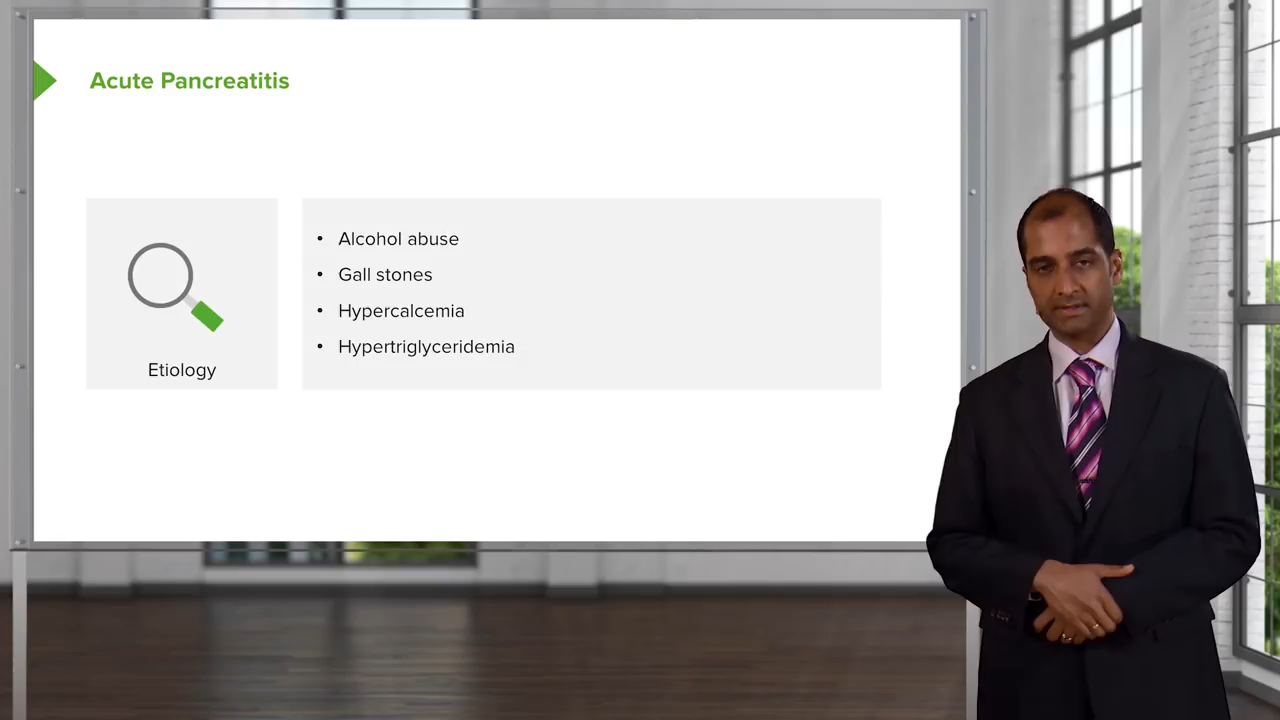 Acute Pancreatitis
• Alcohol abuse
• Gall stones
• Hypercalcemia
• Hypertriglyceridemia
Etiology